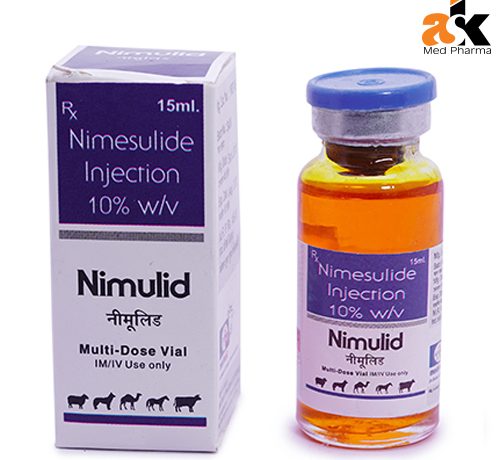 atk
Med Pharma
Rx 15ml.
Nimesulide
Injection
10% w/v
Nimulid
नीमूलिड
Multi-Dose Vial
IM/IV Use only
Rx 15ml.
Nimesulide
Injection
10% w/v
Nimulid
नीमूलिड
Multi-Dose Vial IM/IV Use only